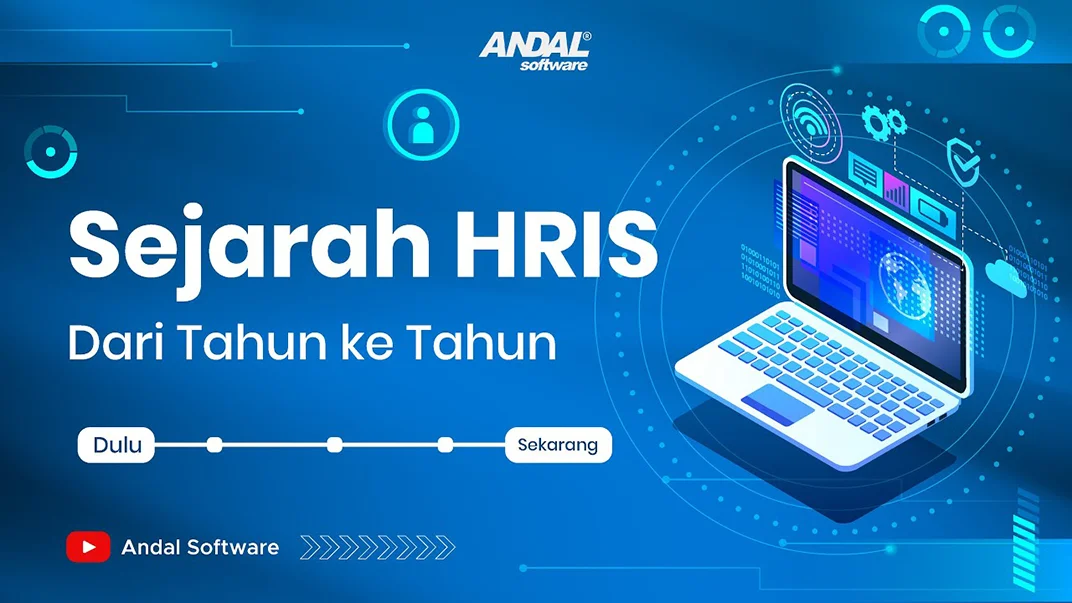 ANDAL®
software
Sejarah HRIS
Dari Tahun ke Tahun
Dulu
Sekarang
Andal Software